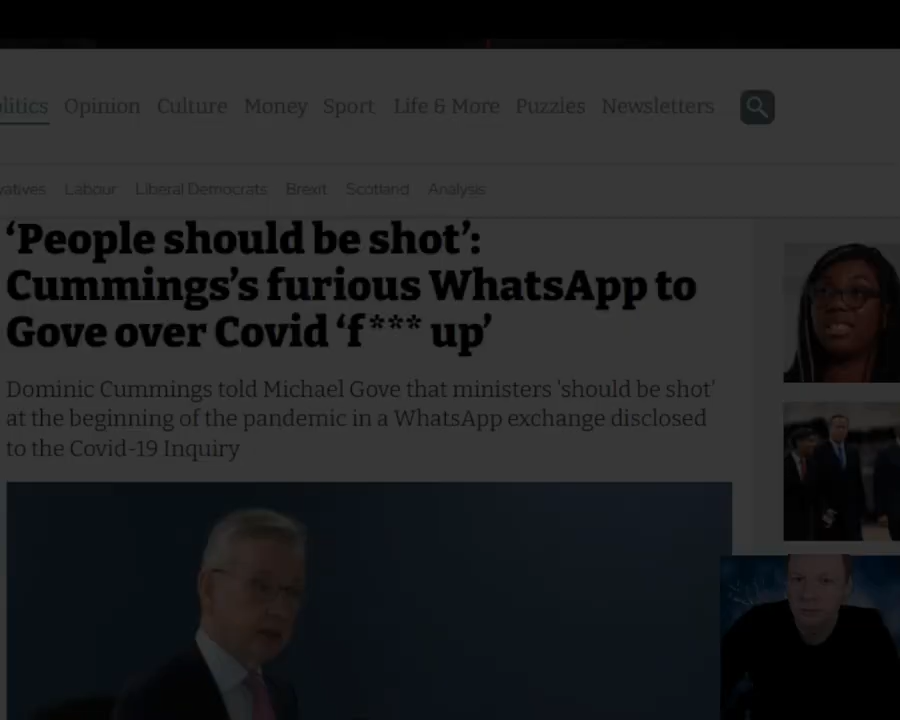 olitics Opinion Culture Money Sport Life & More Puzzles Newsletters
vatives Labour Liberal Democrats Brexit Scotland Analysis
‘People should be shot’:
Cummings’s furious WhatsApp to
Gove over Covid ‘f*** up’
Dominic Cummings told Michael Gove that ministers 'should be shot'
at the beginning of the pandemic in a WhatsApp exchange disclosed
to the Covid-19 Inquiry